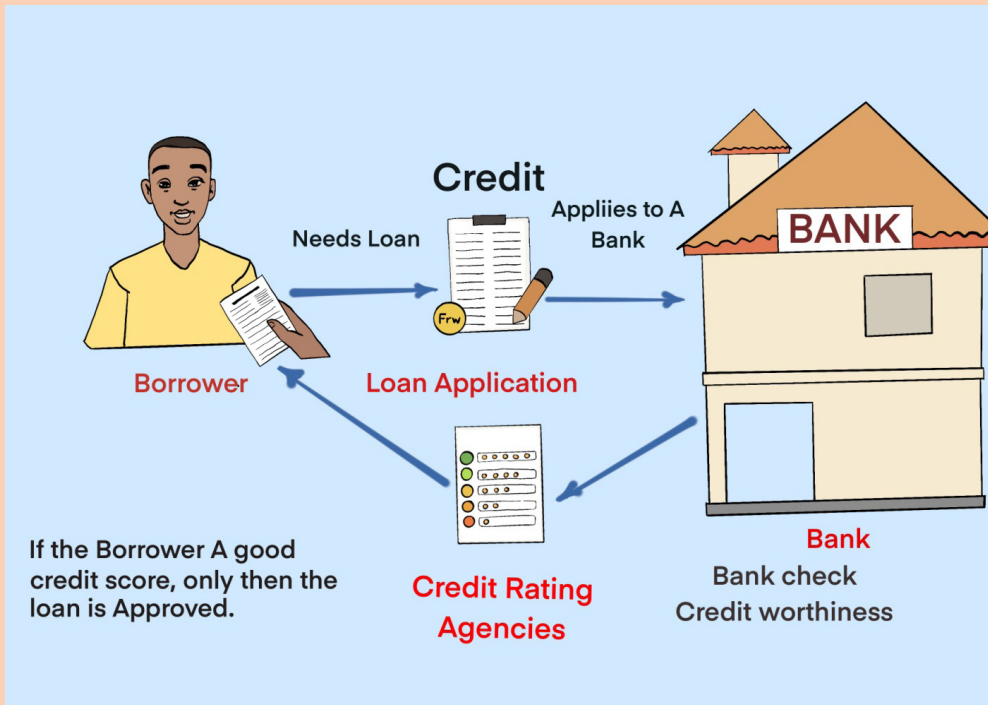 Credit
Needs Loan
Appliies to A
Bank
BANK
Frw
Borrower
Loan Application
If the Borrower A good
credit score, only then the
loan is Approved.
Credit Rating
Agencies
Bank
Bank check
Credit worthiness